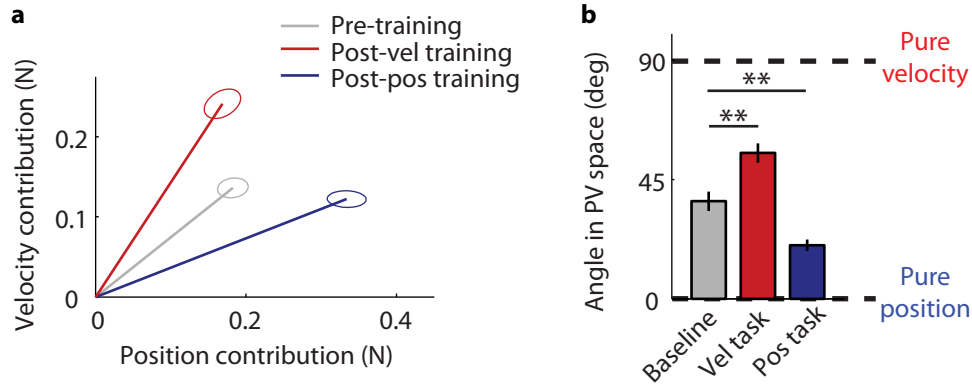 a
Pre-training
Post-vel training
Post-pos training
Velocity contribution (N)
0.2
0.1
0
0
0.2
0.4
Position contribution (N)
b
Angle in PV space (deg)
90
45
0
**
**
Pure
velocity
Pure
position
Baseline
Vel task
Pos task